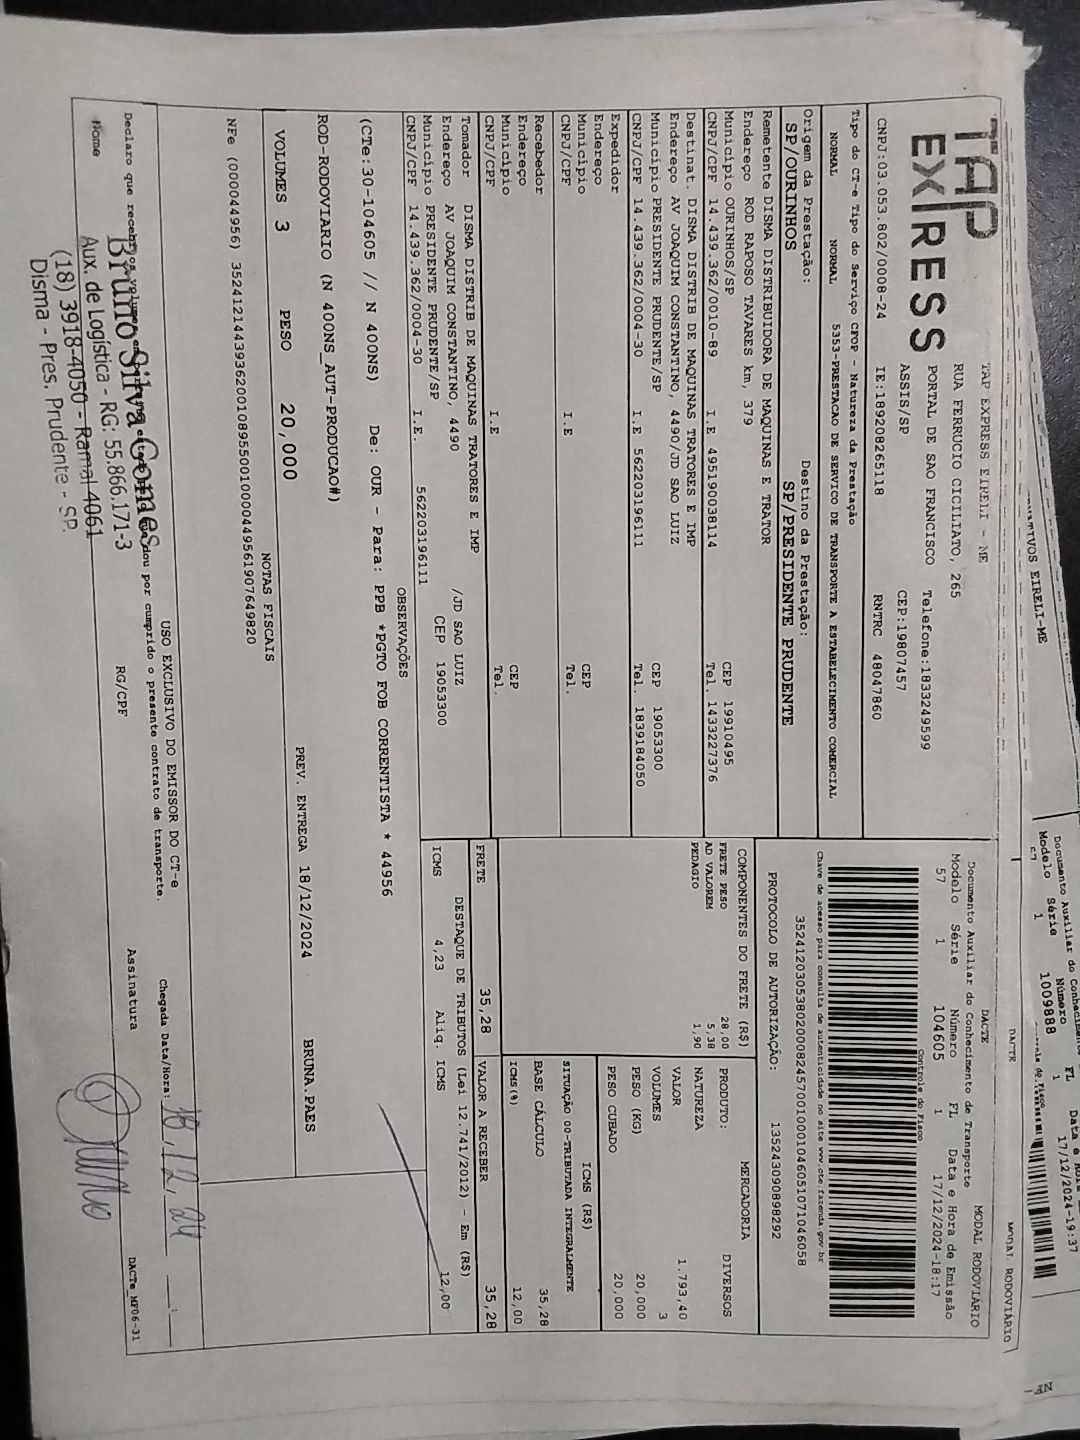 TAP
EXPRESS
TAP EXPRESS EIRELI - ME
RUA FERRUCIO CICILIATO, 265
PORTAL DE SAO FRANCISCO Telefone:1833249599
ASSIS/SP CEP:19807457
CNPJ:03.053.802/0008-24 IE:189208265118 RNTRC 48047860
DACTE MODAL RODOVIÁRIO
Documento Auxiliar do Conhecimento de Transporte
Modelo Série Número FL Data e Hora de Emissão
57 1 104605 1 17/12/2024-18:17
Controle do Fisco
Chave de acesso para consulta de autenticidade no site www.cte.fazenda.gov.br
35241203053802000824570010001046051071046058
PROTOCOLO DE AUTORIZAÇÃO: 135243090898292
Tipo do CT-e Tipo do Serviço CFOP - Natureza da Prestação
NORMAL NORMAL 5353-PRESTACAO DE SERVICO DE TRANSPORTE A ESTABELECIMENTO COMERCIAL
Origem da Prestação: Destino da Prestação:
SP/OURINHOS SP/PRESIDENTE PRUDENTE
Remetente DISMA DISTRIBUIDORA DE MAQUINAS E TRATOR
Endereço ROD RAPOSO TAVARES km, 379
Município OURINHOS/SP CEP 19910495
CNPJ/CPF 14.439.362/0010-89 I.E 495190038114 Tel. 1433227376
Destinat. DISMA DISTRIB DE MAQUINAS TRATORES E IMP
Endereço AV JOAQUIM CONSTANTINO, 4490/JD SAO LUIZ
Município PRESIDENTE PRUDENTE/SP CEP 19053300
CNPJ/CPF 14.439.362/0004-30 I.E 562203196111 Tel. 1839184050
Expedidor
Endereço
Município CEP
CNPJ/CPF I.E Tel.
Recebedor
Endereço
Município CEP
CNPJ/CPF I.E Tel.
Tomador DISMA DISTRIB DE MAQUINAS TRATORES E IMP
Endereço AV JOAQUIM CONSTANTINO, 4490 /JD SAO LUIZ
Município PRESIDENTE PRUDENTE/SP CEP 19053300
CNPJ/CPF 14.439.362/0004-30 I.E. 562203196111
COMPONENTES DO FRETE (R$)
FRETE PESO 28,00
AD VALOREM 5,38
PEDAGIO 1,90
MERCADORIA
PRODUTO: DIVERSOS
NATUREZA
VALOR 1.793,40
VOLUMES 3
PESO (KG) 20,000
PESO CUBADO 20,000
ICMS (R$)
SITUAÇÃO 00-TRIBUTADA INTEGRALMENTE
BASE CÁLCULO 35,28
ICMS(%) 12,00
FRETE 35,28 VALOR A RECEBER 35,28
DESTAQUE DE TRIBUTOS (Lei 12.741/2012) - Em (R$)
ICMS 4,23 Aliq. ICMS 12,00
OBSERVAÇÕES
(CTe:30-104605 // N 400NS) De: OUR - Para: PPB *PGTO FOB CORRENTISTA * 44956
ROD-RODOVIARIO (N 400NS_AUT-PRODUCAO#)
VOLUMES 3 PESO 20,000 PREV. ENTREGA 18/12/2024 BRUNA.PAES
NOTAS FISCAIS
NFe (000044956) 35241214439362001089550010000449561907649820
USO EXCLUSIVO DO EMISSOR DO CT-e
Declaro que recebi os volumes dou por cumprido o presente contrato de transporte.
Chegada Data/Hora: 18, 12, 24 :
Nome RG/CPF Assinatura
DACTe_MF06-31
Bruno Silva Gomes
Aux. de Logística - RG: 55.866.171-3
(18) 3918-4050 - Ramal 4061
Disma - Pres. Prudente - SP
EIRELI-ME
DACTE MODAL RODOVIÁRIO
Modelo Série Número FL
57 1 1009888 1 17/12/2024-19:37